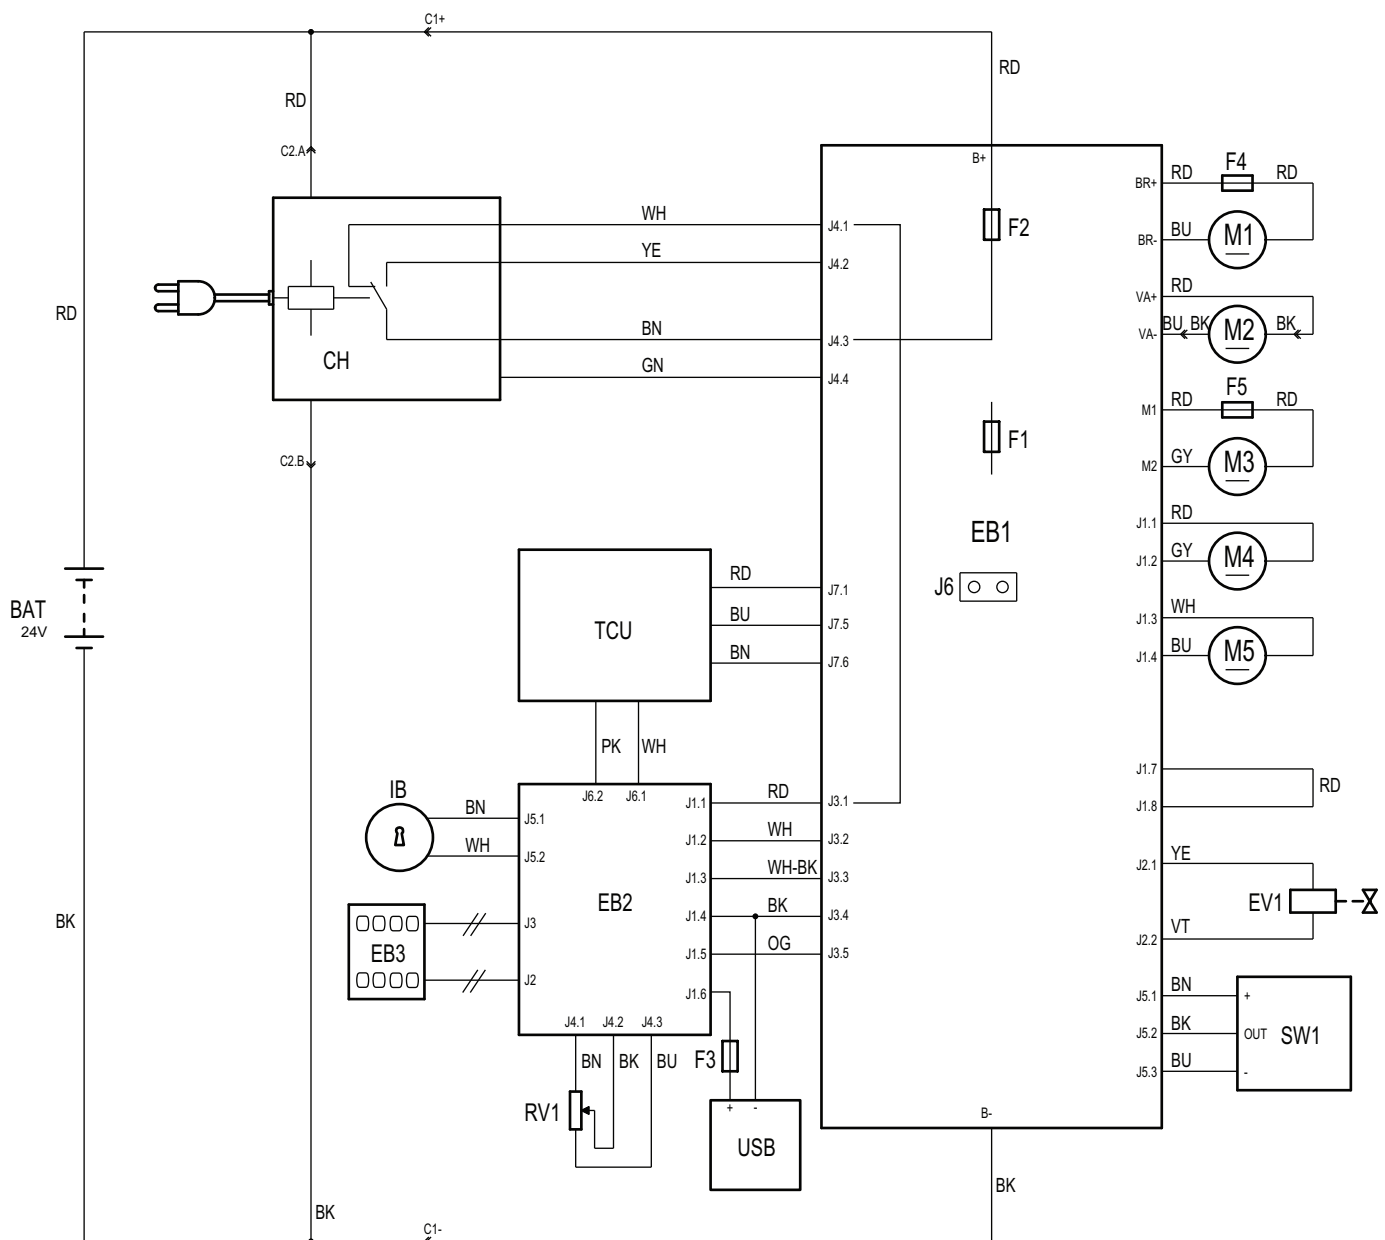 C1+
RD
RD
C2.A
B+
BR+ RD F4 RD
WH
J4.1
F2
BR- BU M1
YE
J4.2
RD
VA+ RD
BN
J4.3
VA- BU BK M2 BK
CH
GN
J4.4
F5
M1 RD RD
F1
C2.B
M2 GY M3
J1.1 RD
EB1
J1.2 GY M4
RD
J7.1
J6
BAT
24V
TCU
BU
J7.5
J1.3 WH
BN
J7.6
J1.4 BU M5
PK WH
J1.7
IB
J6.2 J6.1
RD
BN
J5.1
J1.1
RD
J3.1
J1.8
WH
J5.2
J1.2
WH
J3.2
J2.1 YE
J1.3
WH-BK
J3.3
EB2
EV1
BK
EB3
J3
J1.4
BK
J3.4
J2.2 VT
J2
J1.5
OG
J3.5
J1.6
J5.1 BN +
J4.1 J4.2 J4.3
J5.2 BK OUT SW1
BN BK BU
F3
J5.3 BU -
RV1
+ -
B-
USB
BK
BK
C1-